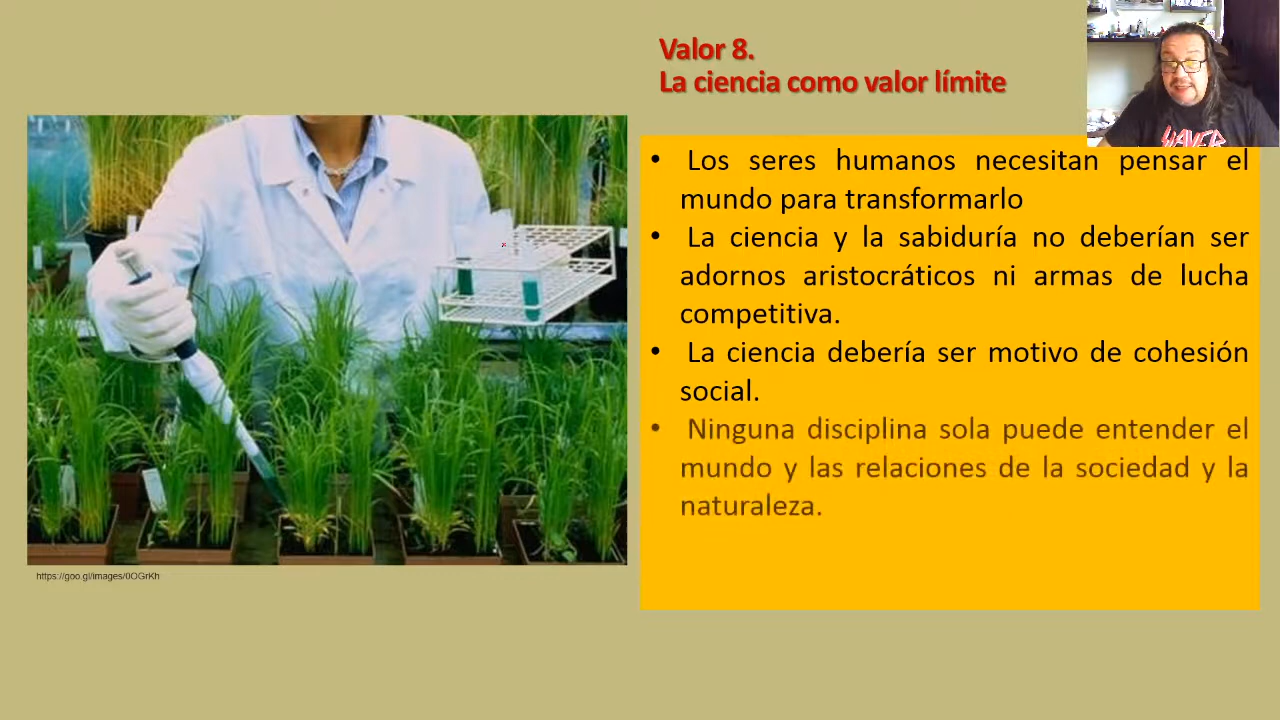 Valor 8.
La ciencia como valor límite
SLAYER
• Los seres humanos necesitan pensar el
mundo para transformarlo
• La ciencia y la sabiduría no deberían ser
adornos aristocráticos ni armas de lucha
competitiva.
• La ciencia debería ser motivo de cohesión
social.
• Ninguna disciplina sola puede entender el
mundo y las relaciones de la sociedad y la
naturaleza.
https://goo.gl/images/0OGrKh